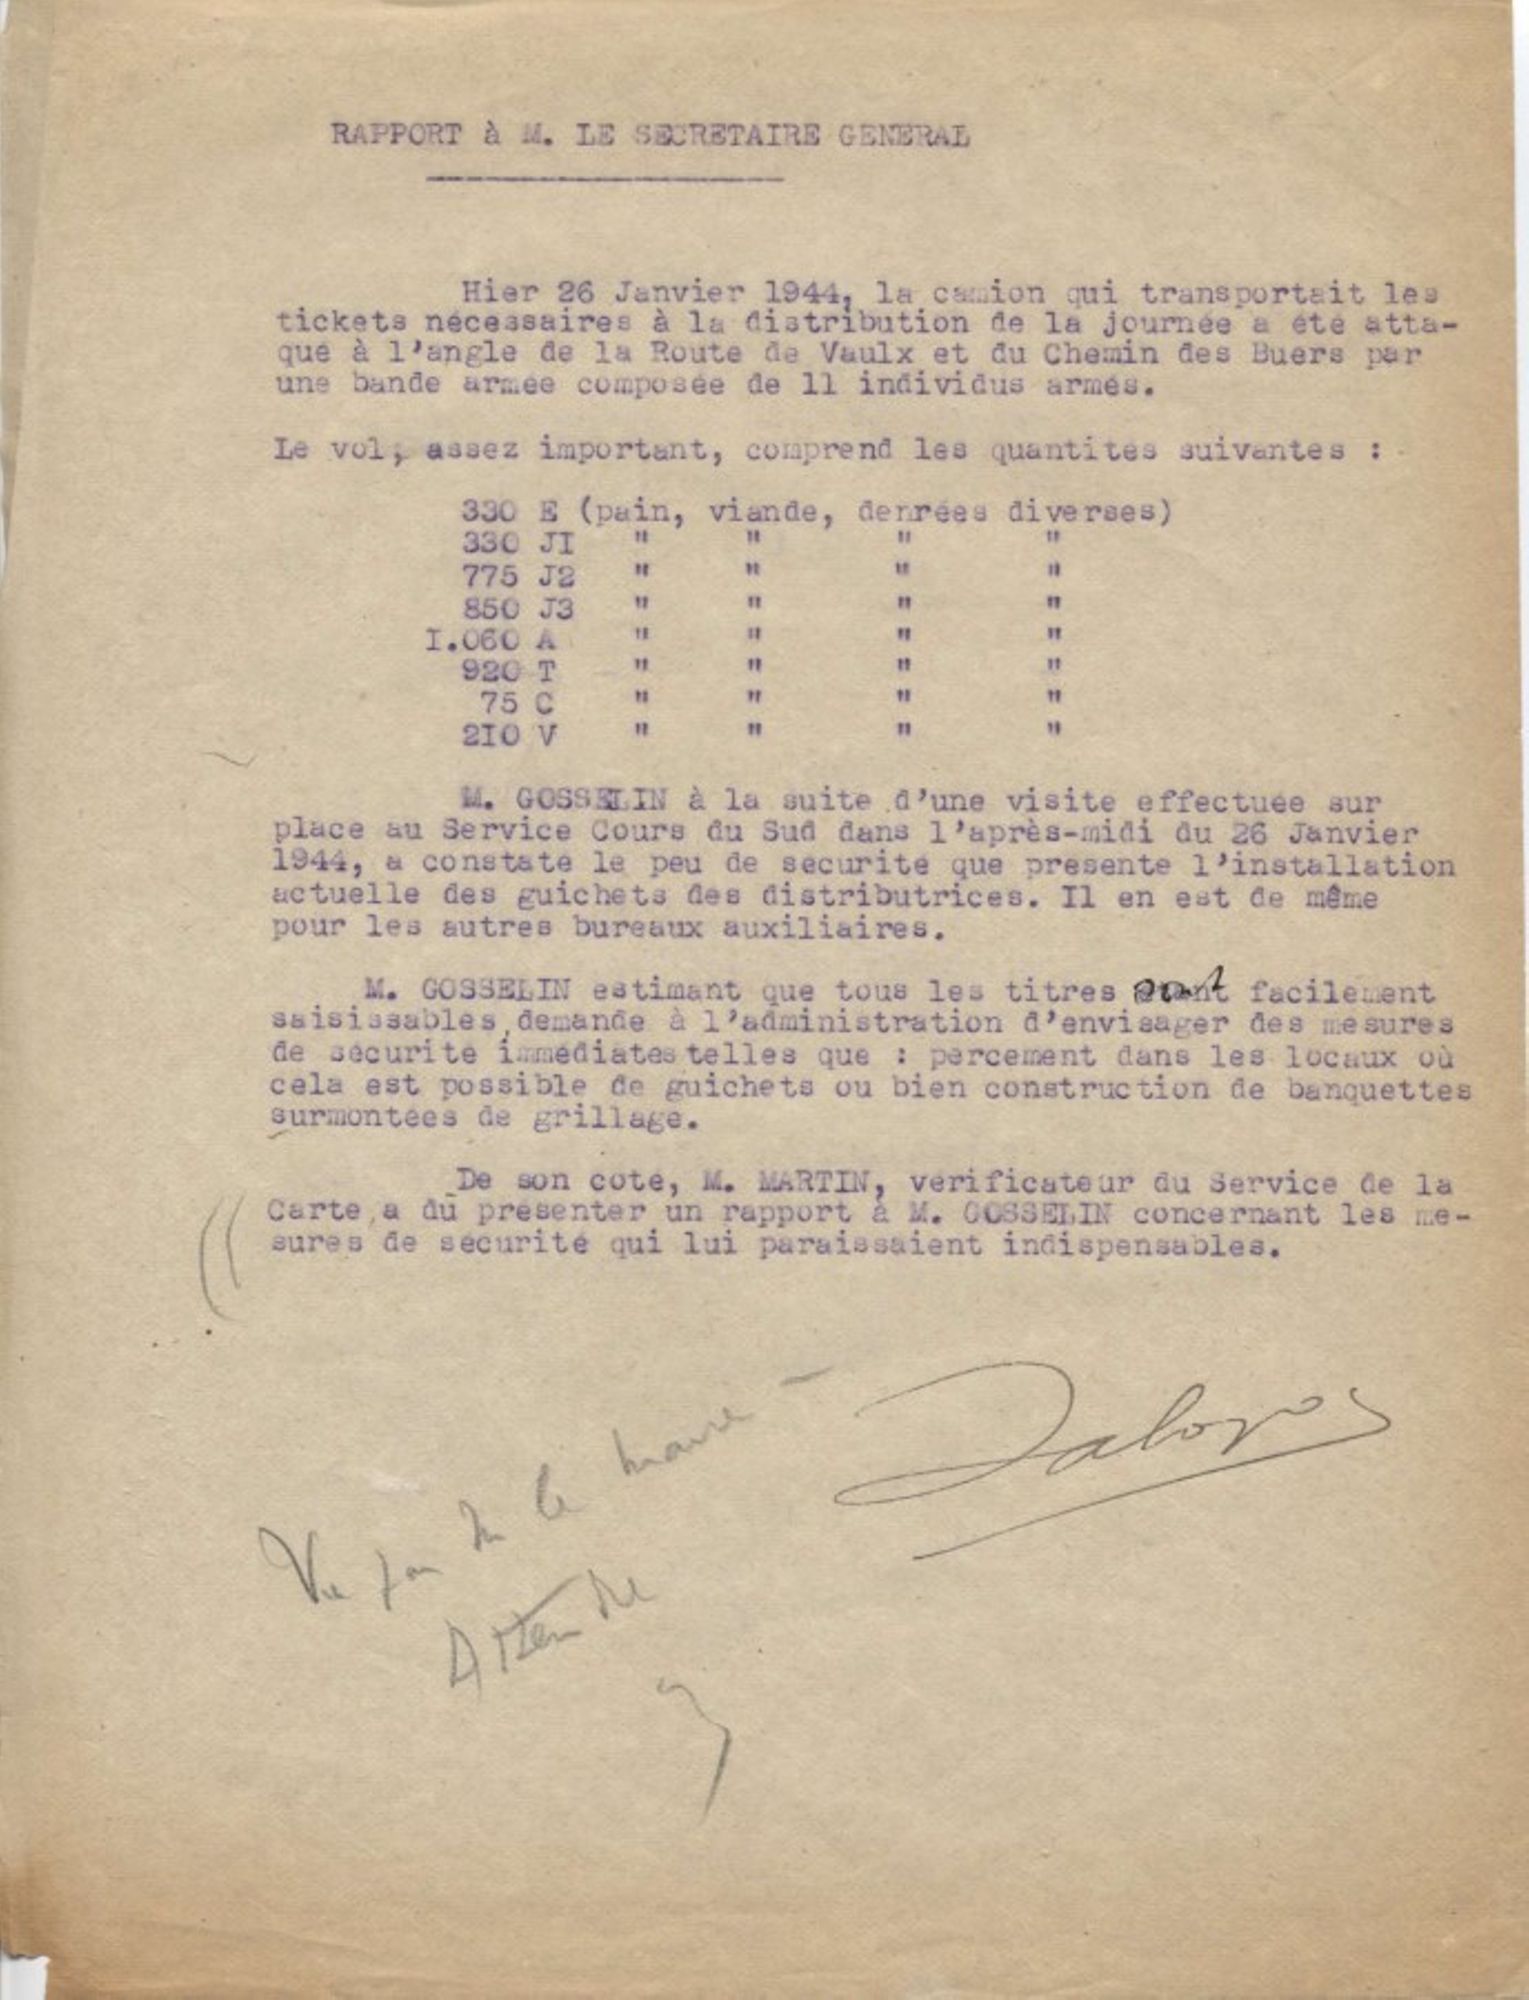 RAPPORT à M. LE SECRETAIRE GENERAL
Hier 26 Janvier 1944, la camion qui transportait les
tickets nécessaires à la distribution de la journée a été atta-
qué à l'angle de la Route de Vaulx et du Chemin des Buers par
une bande armée composée de 11 individus armés.
Le vol, assez important, comprend les quantités suivantes :
330 E (pain, viande, denrées diverses)
330 JI " " " "
775 J2 " " " "
850 J3 " " " "
I.060 A " " " "
920 T " " " "
75 C " " " "
2I0 V " " " "
M. GOSSELIN à la suite d'une visite effectuée sur
place au Service Cours du Sud dans l'après-midi du 26 Janvier
1944, a constaté le peu de sécurité que présente l'installation
actuelle des guichets des distributrices. Il en est de même
pour les autres bureaux auxiliaires.
M. GOSSELIN estimant que tous les titres sont facilement
saisissables, demande à l'administration d'envisager des mesures
de sécurité immédiates telles que : percement dans les locaux où
cela est possible de guichets ou bien construction de banquettes
surmontées de grillage.
De son coté, M. MARTIN, vérificateur du Service de la
Carte, a dû présenter un rapport à M. GOSSELIN concernant les me-
sures de sécurité qui lui paraissaient indispensables.
Vu par M le maire -
Attendre